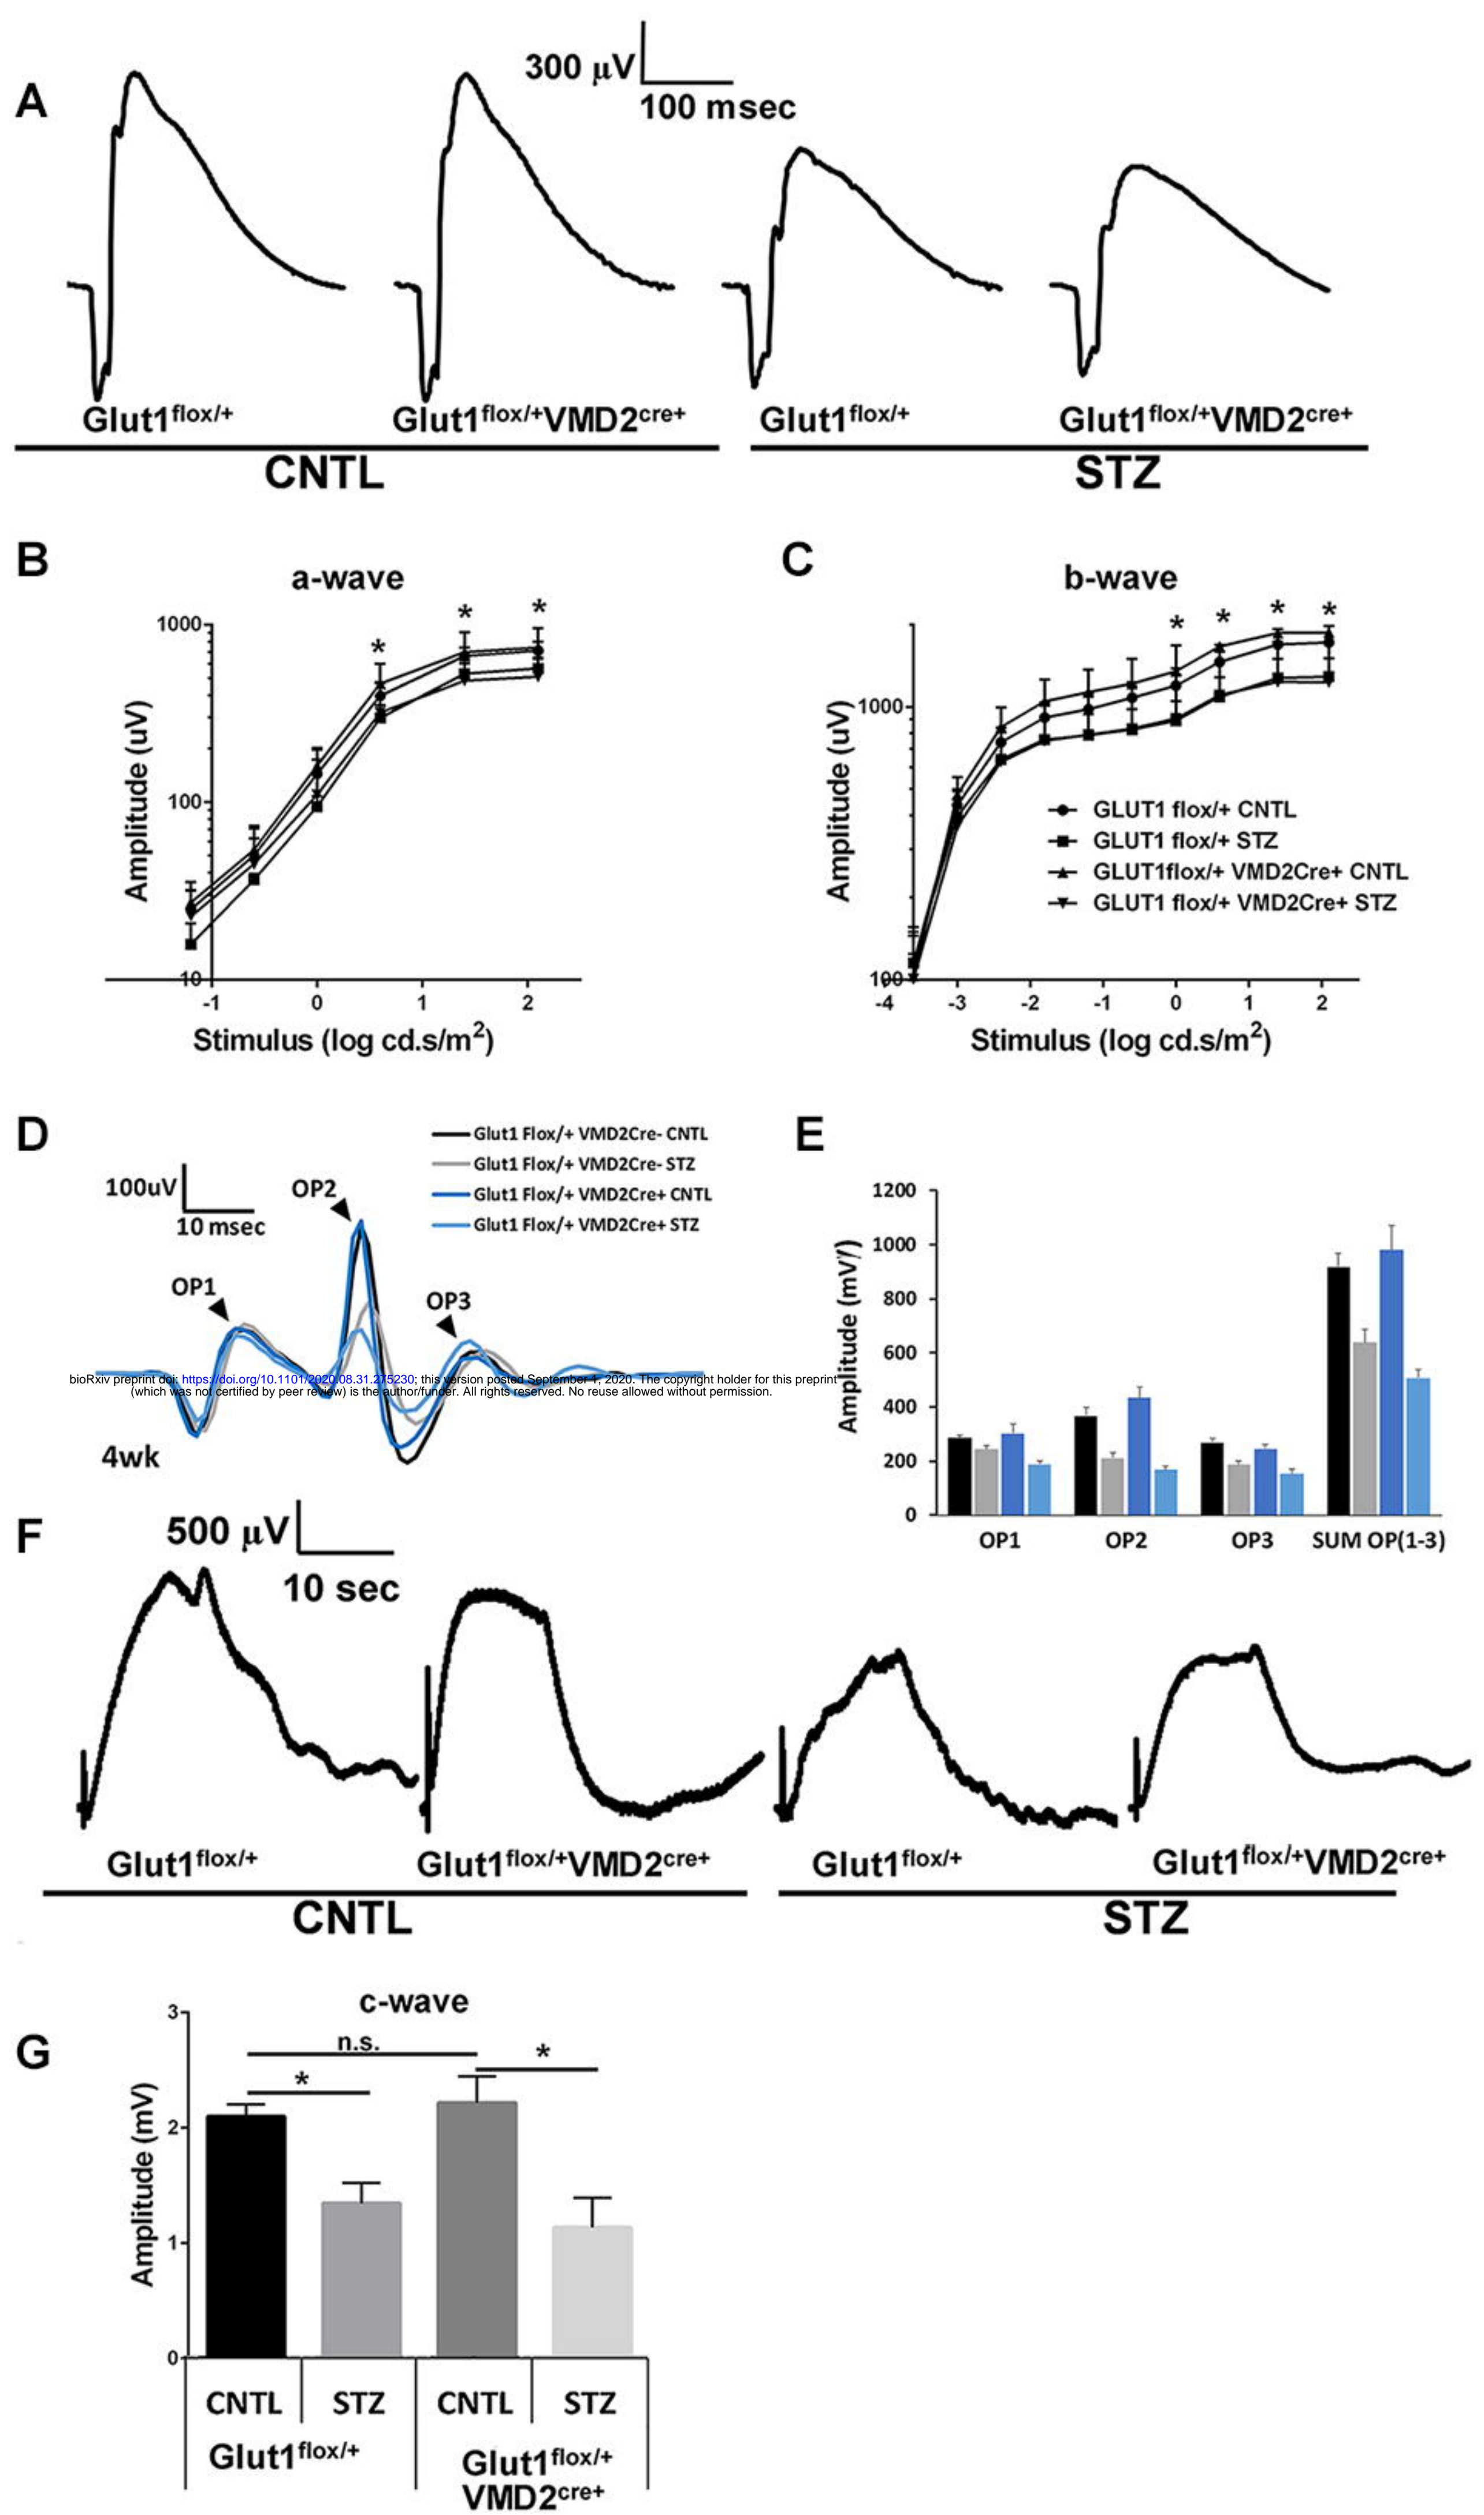 A
300 μV
100 msec
Glut1flox/+
Glut1flox/+VMD2cre+
Glut1flox/+
Glut1flox/+VMD2cre+
CNTL
STZ
B
a-wave
* * *
1000
100
10
Amplitude (uV)
-1 0 1 2
Stimulus (log cd.s/m2)
C
b-wave
* * * *
1000
100
Amplitude (uV)
GLUT1 flox/+ CNTL
GLUT1 flox/+ STZ
GLUT1flox/+ VMD2Cre+ CNTL
GLUT1 flox/+ VMD2Cre+ STZ
-4 -3 -2 -1 0 1 2
Stimulus (log cd.s/m2)
D
Glut1 Flox/+ VMD2Cre- CNTL
Glut1 Flox/+ VMD2Cre- STZ
Glut1 Flox/+ VMD2Cre+ CNTL
Glut1 Flox/+ VMD2Cre+ STZ
100uV
10 msec
OP2
OP1
OP3
bioRxiv preprint doi: https://doi.org/10.1101/2020.08.31.275230; this version posted September 1, 2020. The copyright holder for this preprint
(which was not certified by peer review) is the author/funder. All rights reserved. No reuse allowed without permission.
4wk
E
1200
1000
800
600
400
200
0
Amplitude (mV)
OP1 OP2 OP3 SUM OP(1-3)
F
500 μV
10 sec
Glut1flox/+
Glut1flox/+VMD2cre+
Glut1flox/+
Glut1flox/+VMD2cre+
CNTL
STZ
G
c-wave
3
2
1
0
Amplitude (mV)
n.s.
*
*
CNTL STZ CNTL STZ
Glut1flox/+
Glut1flox/+
VMD2cre+